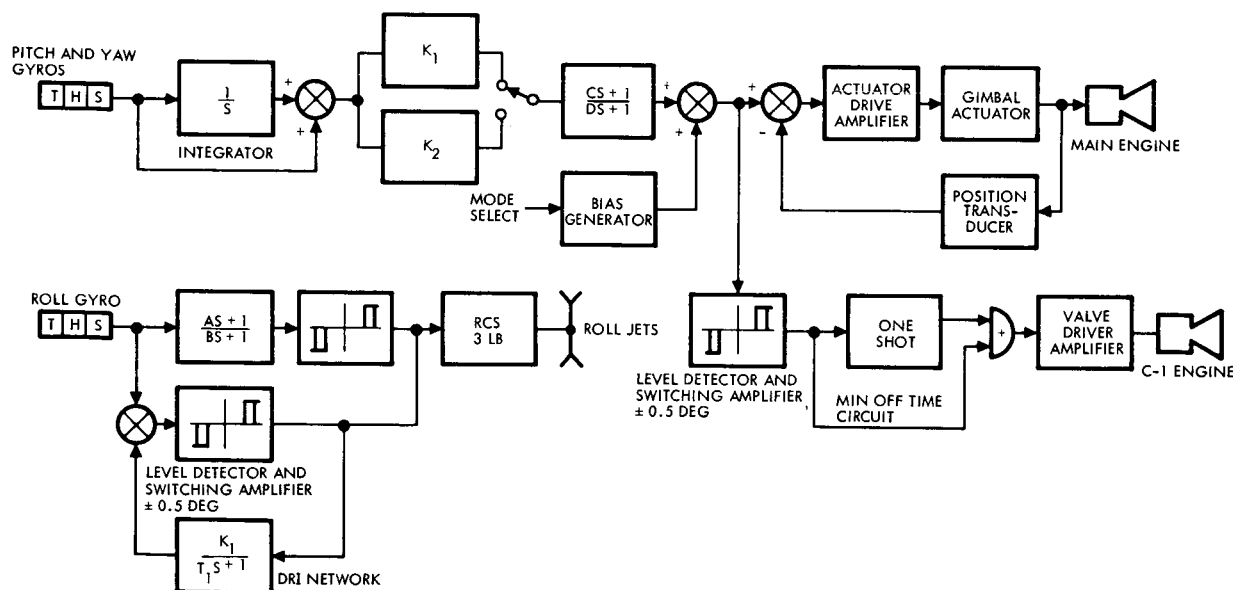 PITCH AND YAW
GYROS
T H S
1
S
INTEGRATOR
+
+
K1
K2
CS + 1
DS + 1
+
+
MODE
SELECT
BIAS
GENERATOR
+
-
ACTUATOR
DRIVE
AMPLIFIER
GIMBAL
ACTUATOR
MAIN ENGINE
POSITION
TRANS-
DUCER
ROLL GYRO
T H S
AS + 1
BS + 1
RCS
3 LB
ROLL JETS
LEVEL DETECTOR AND
SWITCHING AMPLIFIER
± 0.5 DEG
K1
T1S + 1
DRI NETWORK
LEVEL DETECTOR AND
SWITCHING AMPLIFIER
± 0.5 DEG
ONE
SHOT
MIN OFF TIME
CIRCUIT
+
VALVE
DRIVER
AMPLIFIER
C-1 ENGINE